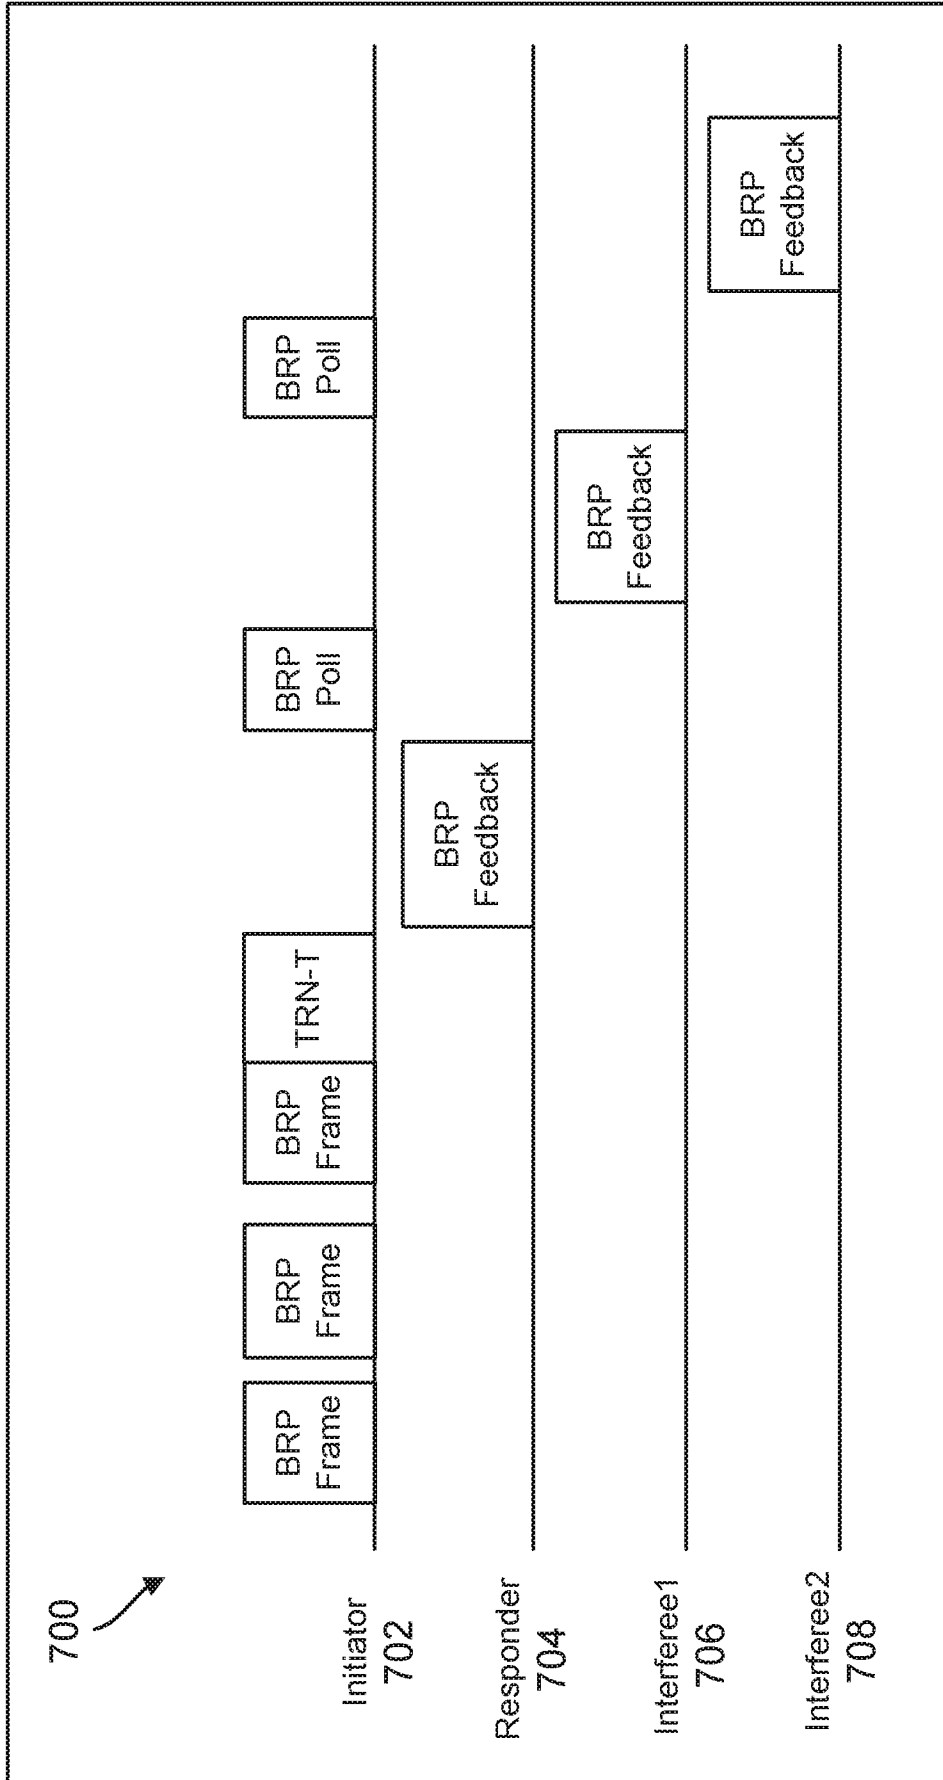 700
Initiator
702
BRP
Frame
BRP
Frame
BRP
Frame
TRN-T
BRP
Poll
BRP
Poll
Responder
704
BRP
Feedback
Interferee1
706
BRP
Feedback
Interferee2
708
BRP
Feedback